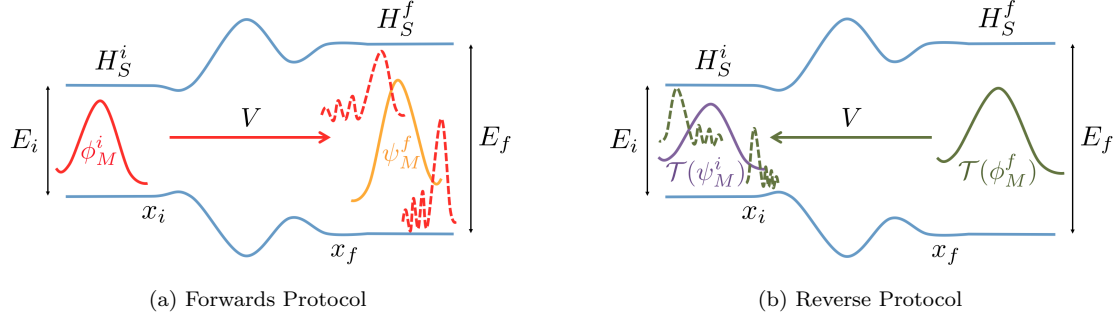 H_S^i
H_S^f
E_i
ϕ_M^i
V
ψ_M^f
E_f
x_i
x_f
(a) Forwards Protocol
H_S^i
H_S^f
E_i
𝒯(ψ_M^i)
V
𝒯(ϕ_M^f)
E_f
x_i
x_f
(b) Reverse Protocol